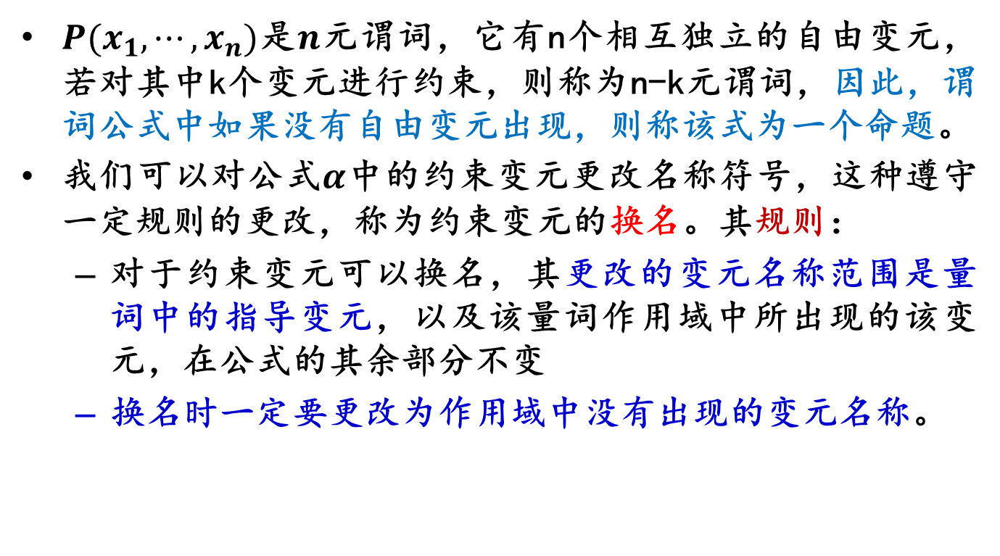 • P(x₁,⋯,xₙ)是n元谓词，它有n个相互独立的自由变元，
若对其中k个变元进行约束，则称为n-k元谓词，因此，谓
词公式中如果没有自由变元出现，则称该式为一个命题。
• 我们可以对公式α中的约束变元更改名称符号，这种遵守
一定规则的更改，称为约束变元的换名。其规则：
– 对于约束变元可以换名，其更改的变元名称范围是量
词中的指导变元，以及该量词作用域中所出现的该变
元，在公式的其余部分不变
– 换名时一定要更改为作用域中没有出现的变元名称。